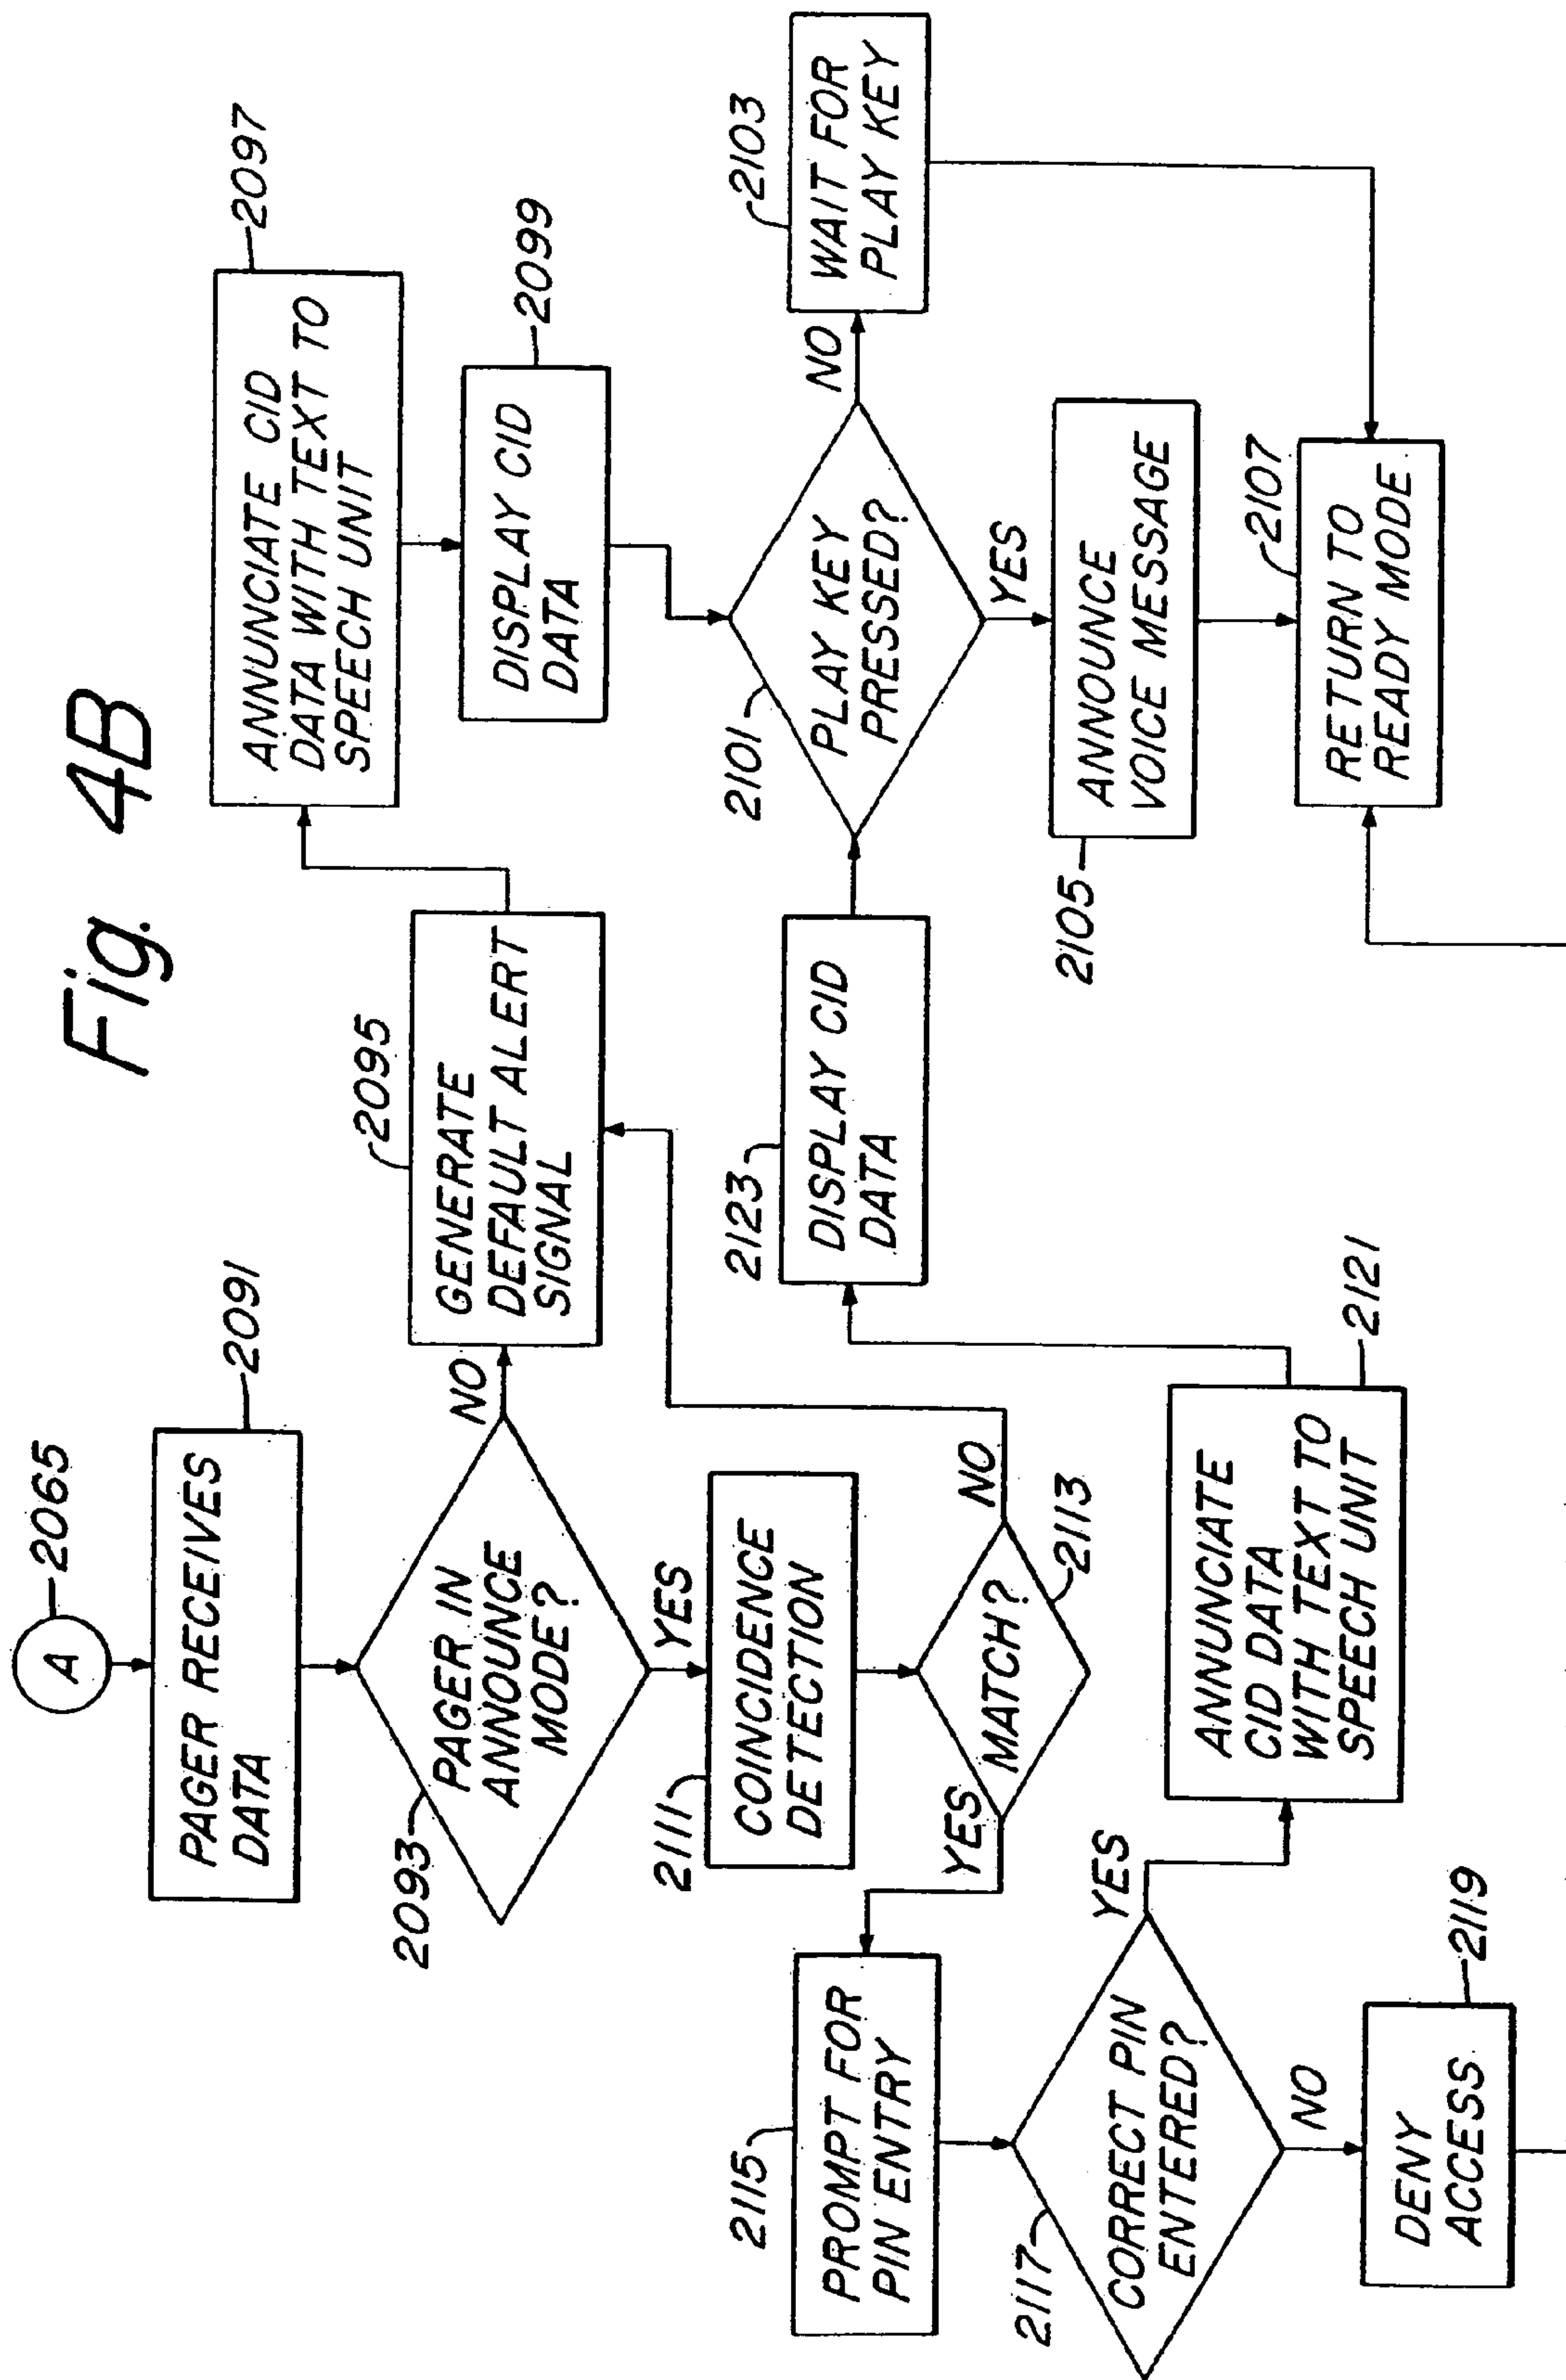 Fig. 4B
A
2065
PAGER RECEIVES
DATA
2091
PAGER IN
ANNOUNCE
MODE?
2093
NO
YES
GENERATE
DEFAULT ALERT
SIGNAL
2095
ANNUNCIATE CID
DATA WITH TEXT TO
SPEECH UNIT
2097
DISPLAY CID
DATA
2099
COINCIDENCE
DETECTION
2111
MATCH?
2113
YES
NO
PROMPT FOR
PIN ENTRY
2115
CORRECT PIN
ENTERED?
2117
YES
NO
DENY
ACCESS
2119
ANNUNCIATE
CID DATA
WITH TEXT TO
SPEECH UNIT
2121
DISPLAY CID
DATA
2123
PLAY KEY
PRESSED?
2101
NO
YES
WAIT FOR
PLAY KEY
2103
ANNOUNCE
VOICE MESSAGE
2105
RETURN TO
READY MODE
2107